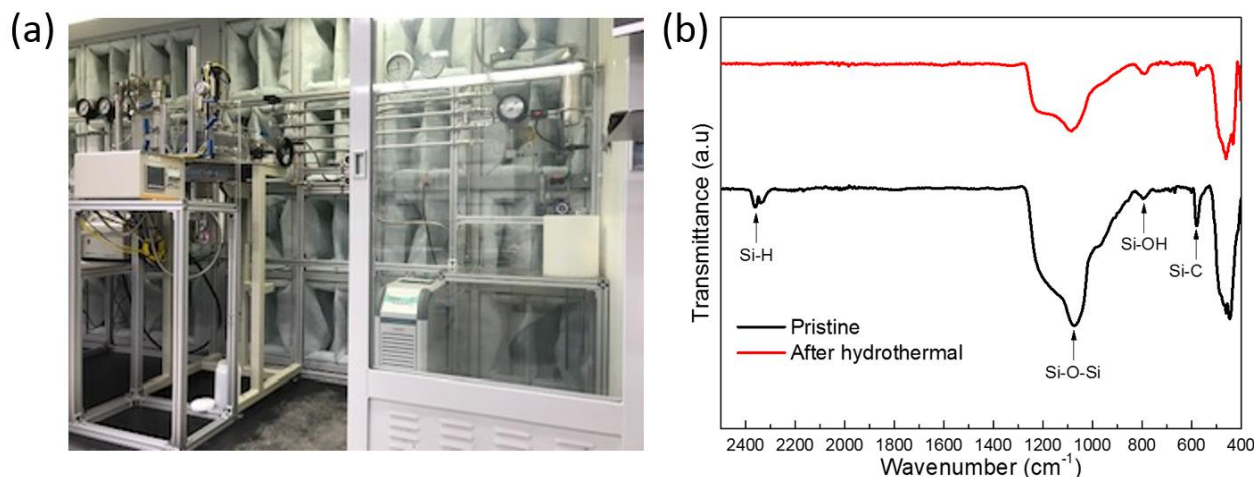 (a)
(b)
Transmittance (a.u)
Si-H
Si-OH
Si-C
Si-O-Si
Pristine
After hydrothermal
2400 2200 2000 1800 1600 1400 1200 1000 800 600 400
Wavenumber (cm⁻¹)